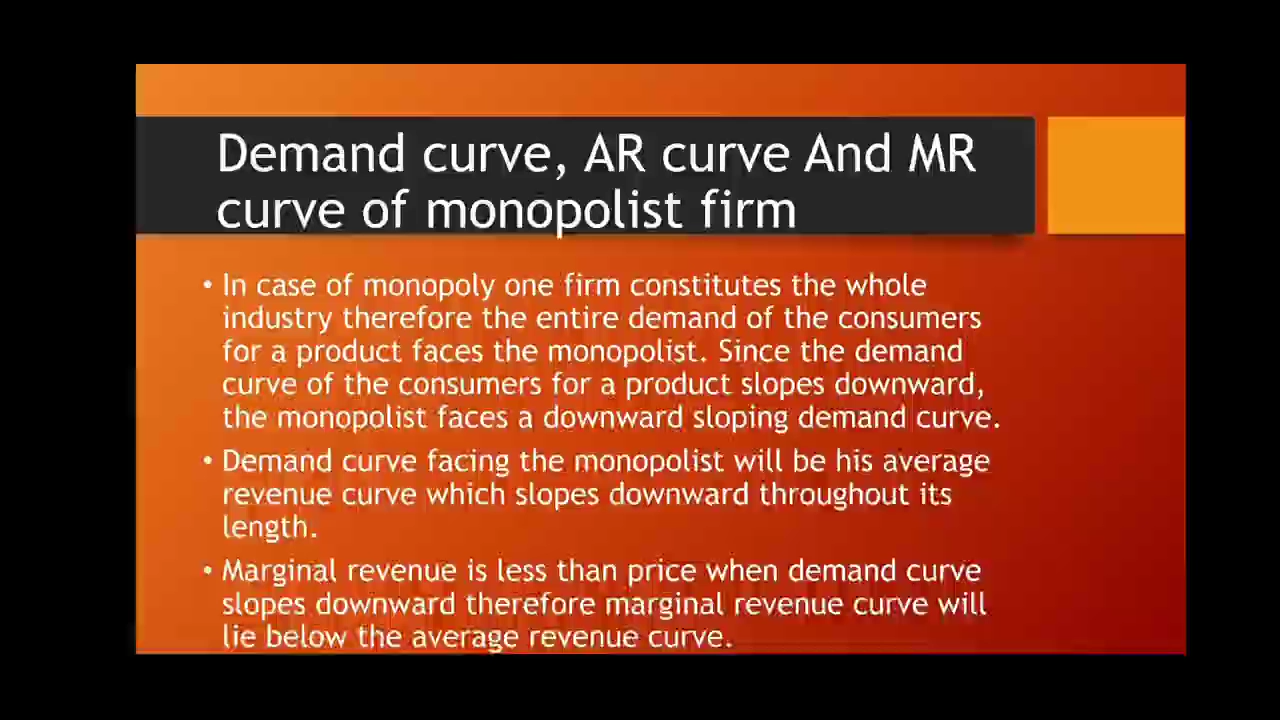 Demand curve, AR curve And MR
curve of monopolist firm
• In case of monopoly one firm constitutes the whole
industry therefore the entire demand of the consumers
for a product faces the monopolist. Since the demand
curve of the consumers for a product slopes downward,
the monopolist faces a downward sloping demand curve.
• Demand curve facing the monopolist will be his average
revenue curve which slopes downward throughout its
length.
• Marginal revenue is less than price when demand curve
slopes downward therefore marginal revenue curve will
lie below the average revenue curve.